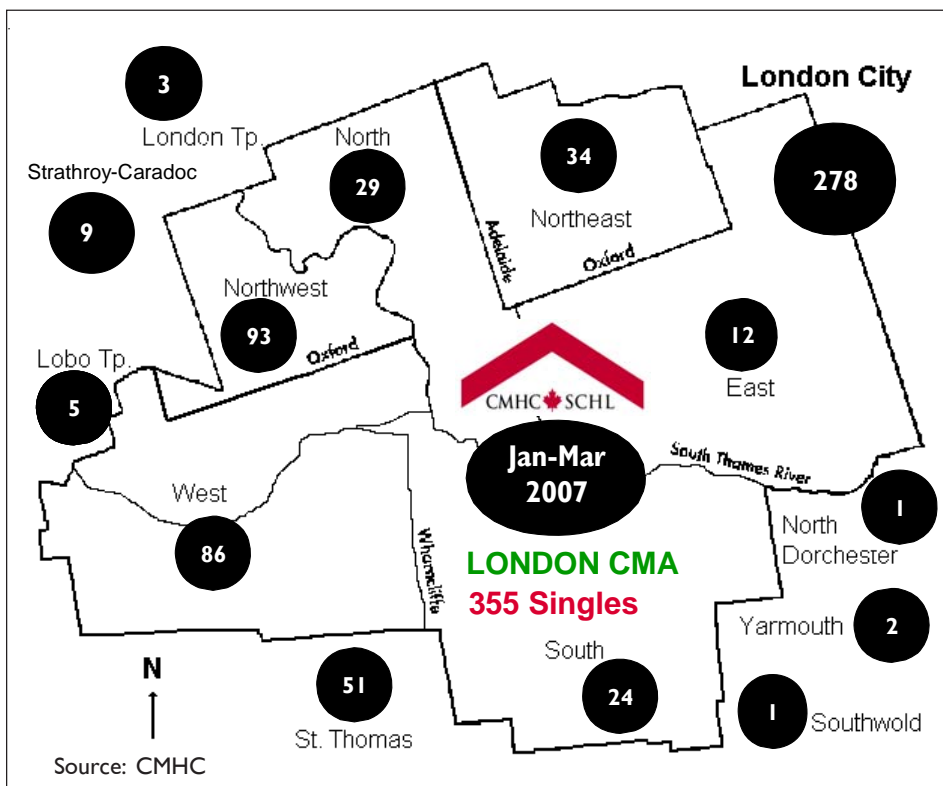 London City
278
3
London Tp.
Strathroy-Caradoc
9
North
29
34
Northeast
Adelaide
Oxford
Northwest
93
Oxford
12
East
Lobo Tp.
5
CMHC SCHL
Jan-Mar
2007
South Thames River
West
86
Wharncliffe
LONDON CMA
355 Singles
1
North
Dorchester
Yarmouth
2
South
24
1
Southwold
N
51
St. Thomas
Source: CMHC